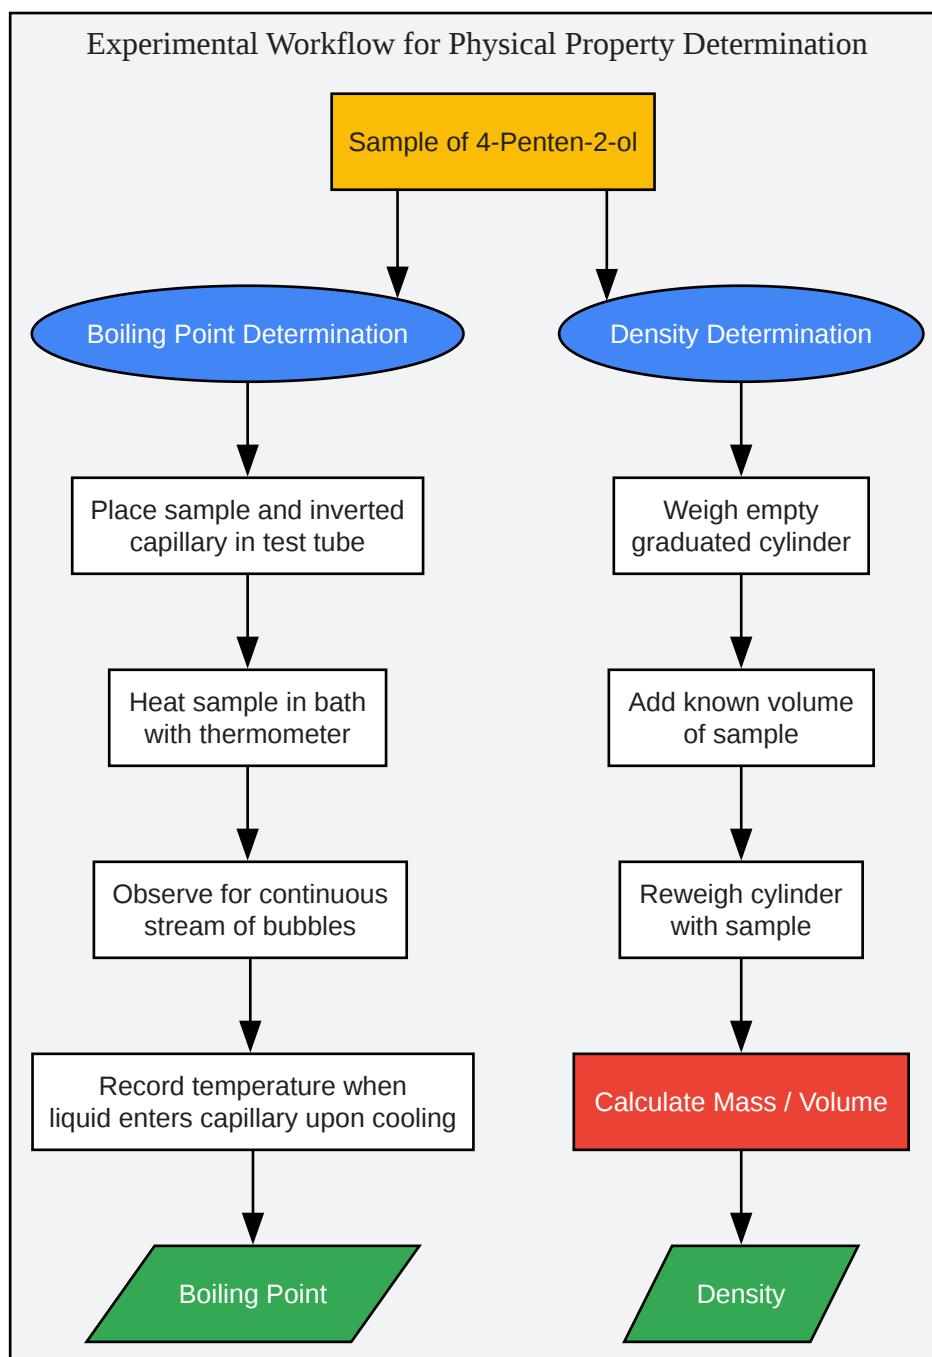 Experimental Workflow for Physical Property Determination
Sample of 4-Penten-2-ol
Boiling Point Determination
Place sample and inverted
capillary in test tube
Heat sample in bath
with thermometer
Observe for continuous
stream of bubbles
Record temperature when
liquid enters capillary upon cooling
Boiling Point
Density Determination
Weigh empty
graduated cylinder
Add known volume
of sample
Reweigh cylinder
with sample
Calculate Mass / Volume
Density